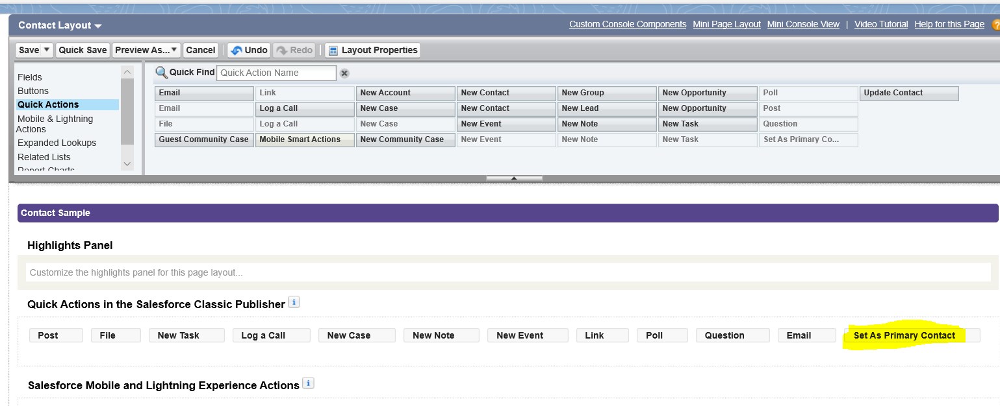 Contact Layout
Custom Console Components Mini Page Layout Mini Console View | Video Tutorial Help for this Page
Save Quick Save Preview As... Cancel Undo Redo Layout Properties
Fields
Buttons
Quick Actions
Mobile & Lightning
Actions
Expanded Lookups
Related Lists
Report Charts
Quick Find Quick Action Name
Email Link New Account New Contact New Group New Opportunity Poll Update Contact
Email Log a Call New Case New Contact New Lead New Opportunity Post
File Log a Call New Case New Event New Note New Task Question
Guest Community Case Mobile Smart Actions New Community Case New Event New Note New Task Set As Primary Co...
Contact Sample
Highlights Panel
Customize the highlights panel for this page layout...
Quick Actions in the Salesforce Classic Publisher
Post File New Task Log a Call New Case New Note New Event Link Poll Question Email Set As Primary Contact
Salesforce Mobile and Lightning Experience Actions